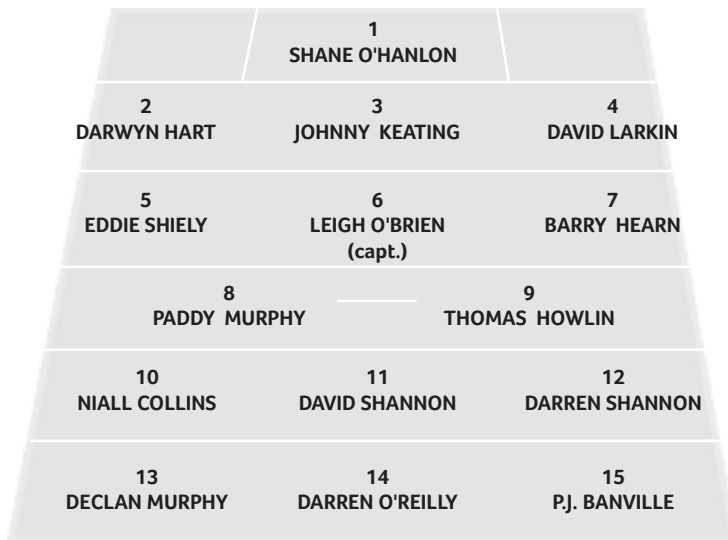 1
SHANE O'HANLON
2 3 4
DARWYN HART JOHNNY KEATING DAVID LARKIN
5 6 7
EDDIE SHIELY LEIGH O'BRIEN BARRY HEARN
(capt.)
8 9
PADDY MURPHY THOMAS HOWLIN
10 11 12
NIALL COLLINS DAVID SHANNON DARREN SHANNON
13 14 15
DECLAN MURPHY DARREN O'REILLY P.J. BANVILLE